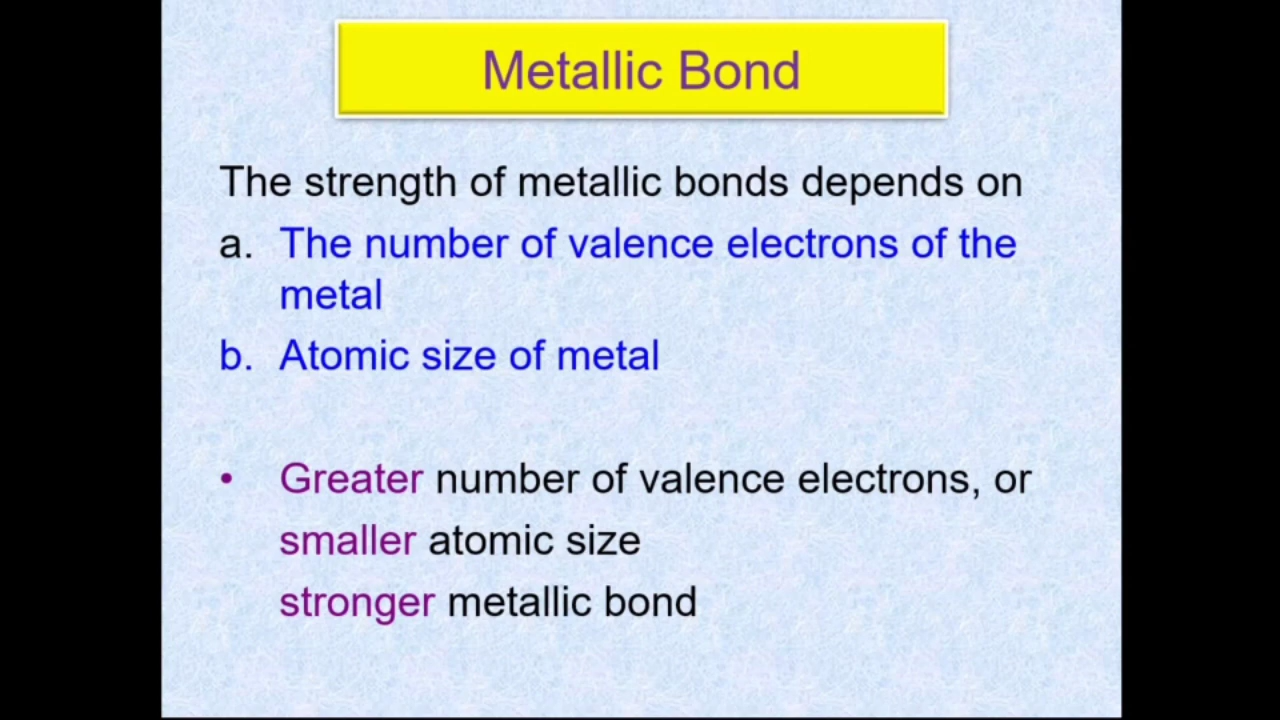 Metallic Bond
The strength of metallic bonds depends on
a. The number of valence electrons of the
metal
b. Atomic size of metal
• Greater number of valence electrons, or
smaller atomic size
stronger metallic bond